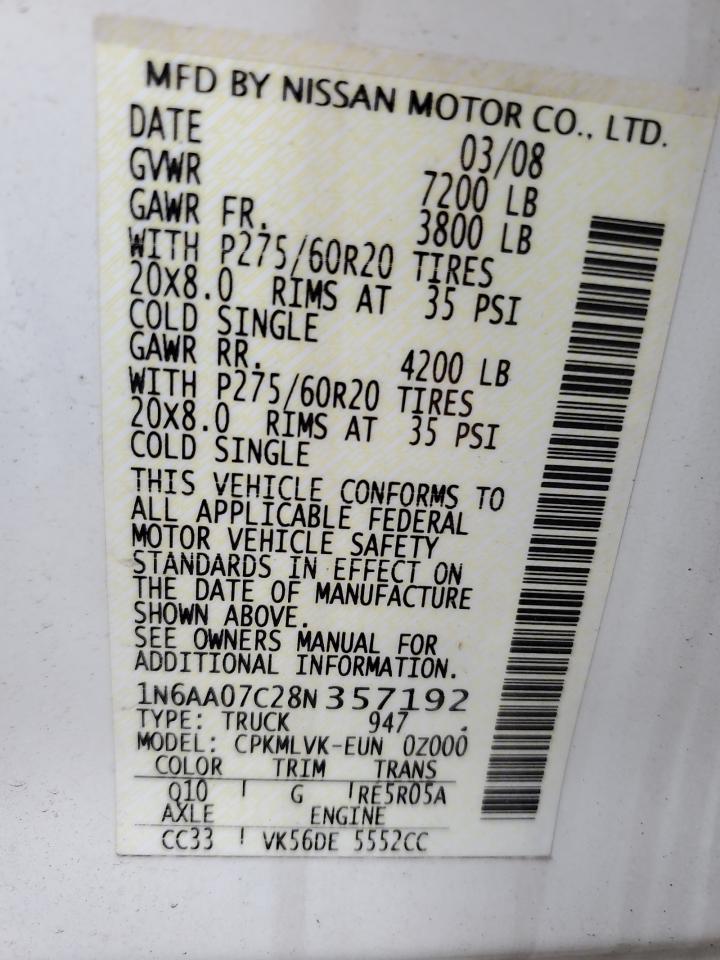 MFD BY NISSAN MOTOR CO., LTD.
DATE 03/08
GVWR 7200 LB
GAWR FR. 3800 LB
WITH P275/60R20 TIRES
20X8.0 RIMS AT 35 PSI
COLD SINGLE
GAWR RR. 4200 LB
WITH P275/60R20 TIRES
20X8.0 RIMS AT 35 PSI
COLD SINGLE
THIS VEHICLE CONFORMS TO
ALL APPLICABLE FEDERAL
MOTOR VEHICLE SAFETY
STANDARDS IN EFFECT ON
THE DATE OF MANUFACTURE
SHOWN ABOVE.
SEE OWNERS MANUAL FOR
ADDITIONAL INFORMATION.
1N6AA07C28N357192
TYPE: TRUCK 947 .
MODEL: CPKMLVK-EUN 0Z000
COLOR TRIM TRANS
Q10 ! G !RE5R05A
AXLE ENGINE
CC33 ! VK56DE 5552CC